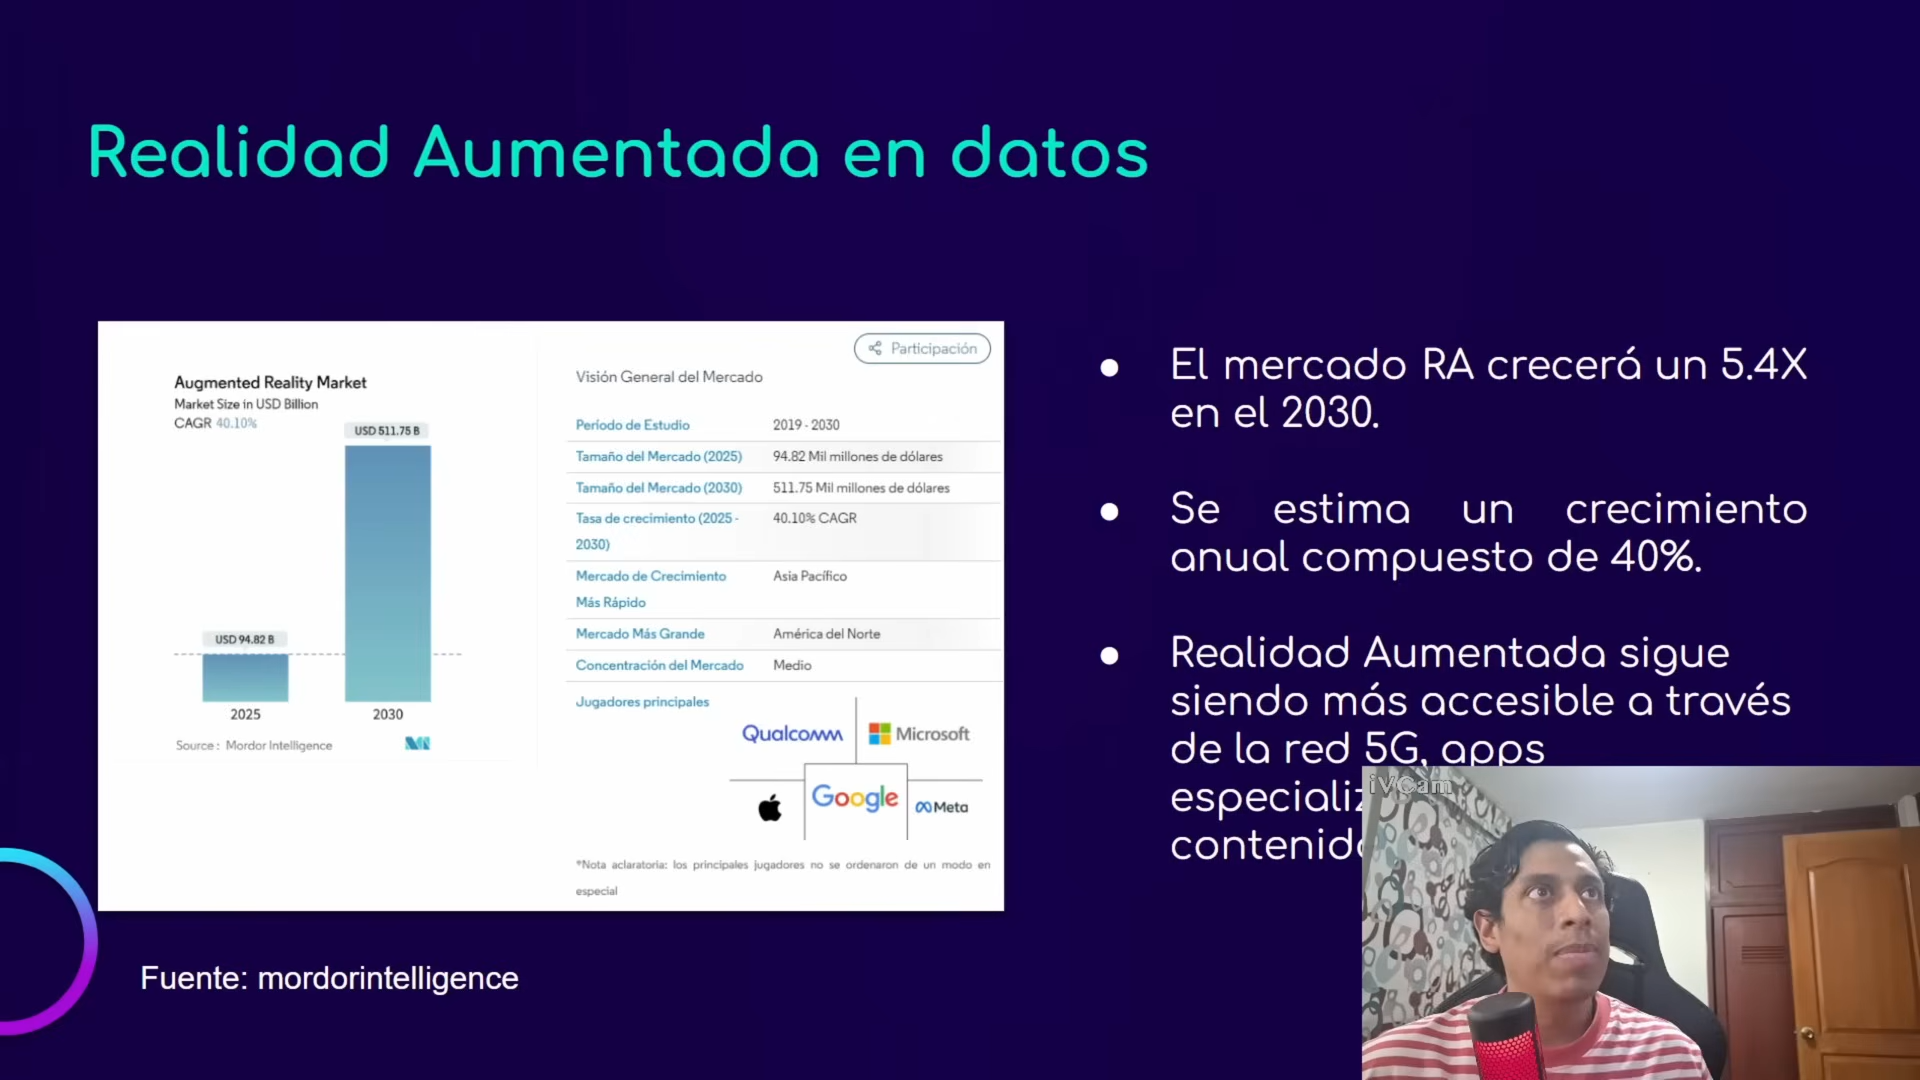 Realidad Aumentada en datos
Augmented Reality Market
Market Size in USD Billion
CAGR 40.10%
USD 511.75 B
USD 94.82 B
2025
2030
Source : Mordor Intelligence
Participación
Visión General del Mercado
Período de Estudio 2019 - 2030
Tamaño del Mercado (2025) 94.82 Mil millones de dólares
Tamaño del Mercado (2030) 511.75 Mil millones de dólares
Tasa de crecimiento (2025 - 40.10% CAGR
2030)
Mercado de Crecimiento Asia Pacífico
Más Rápido
Mercado Más Grande América del Norte
Concentración del Mercado Medio
Jugadores principales
Qualcomm
Microsoft
Google
Meta
*Nota aclaratoria: los principales jugadores no se ordenaron de un modo en
especial
Fuente: mordorintelligence
● El mercado RA crecerá un 5.4X
en el 2030.
● Se estima un crecimiento
anual compuesto de 40%.
● Realidad Aumentada sigue
siendo más accesible a través
de la red 5G, apps
iVCam